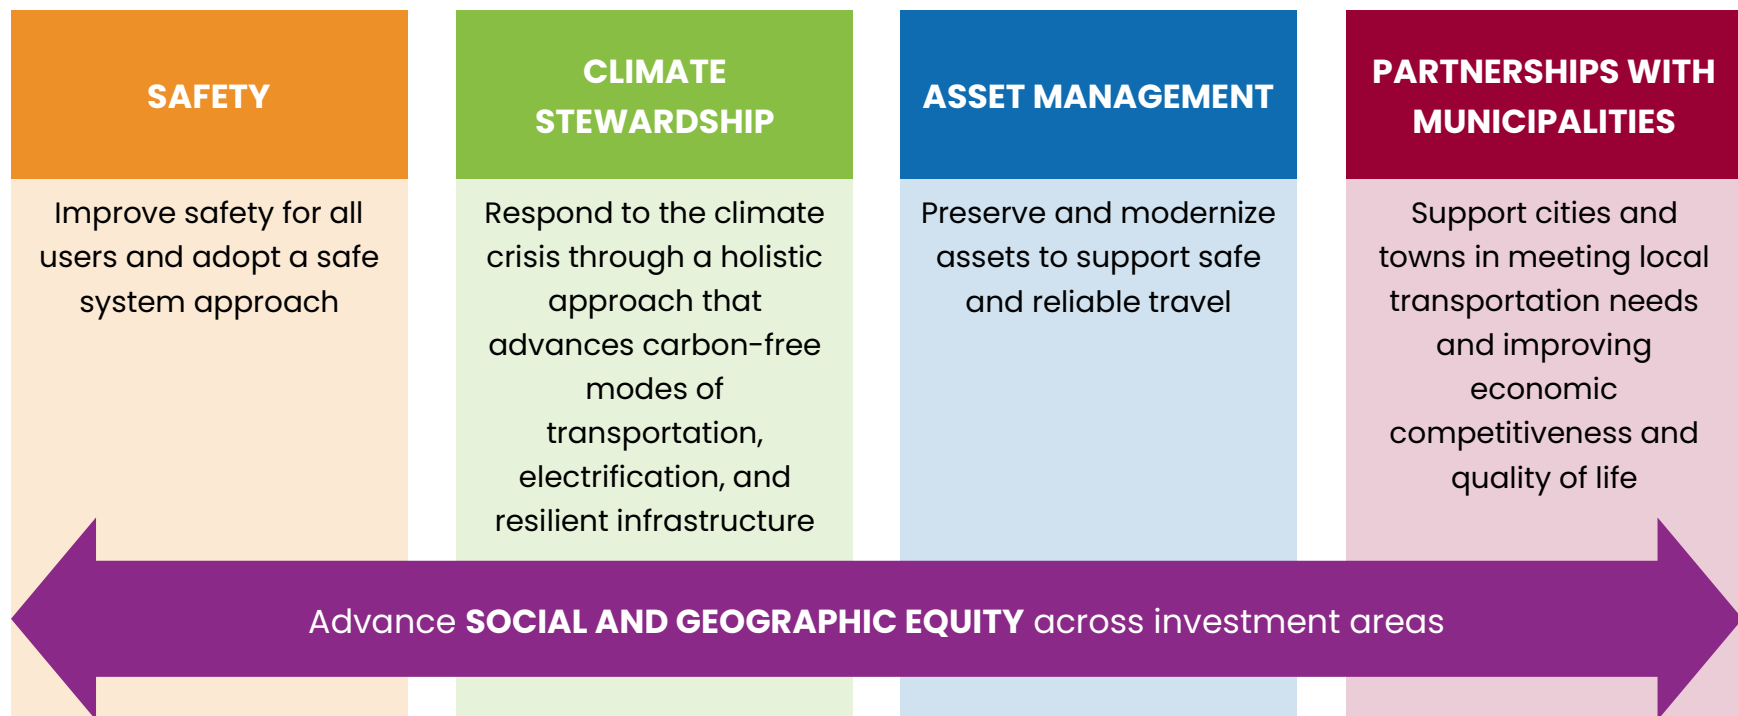 SAFETY
Improve safety for all
users and adopt a safe
system approach
CLIMATE
STEWARDSHIP
Respond to the climate
crisis through a holistic
approach that
advances carbon-free
modes of
transportation,
electrification, and
resilient infrastructure
ASSET MANAGEMENT
Preserve and modernize
assets to support safe
and reliable travel
PARTNERSHIPS WITH
MUNICIPALITIES
Support cities and
towns in meeting local
transportation needs
and improving
economic
competitiveness and
quality of life
Advance SOCIAL AND GEOGRAPHIC EQUITY across investment areas